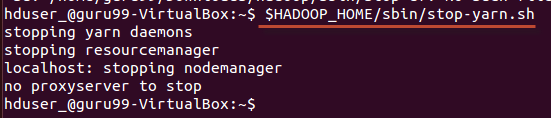 hduser_@guru99-VirtualBox:~$ $HADOOP_HOME/sbin/stop-yarn.sh
stopping yarn daemons
stopping resourcemanager
localhost: stopping nodemanager
no proxyserver to stop
hduser_@guru99-VirtualBox:~$